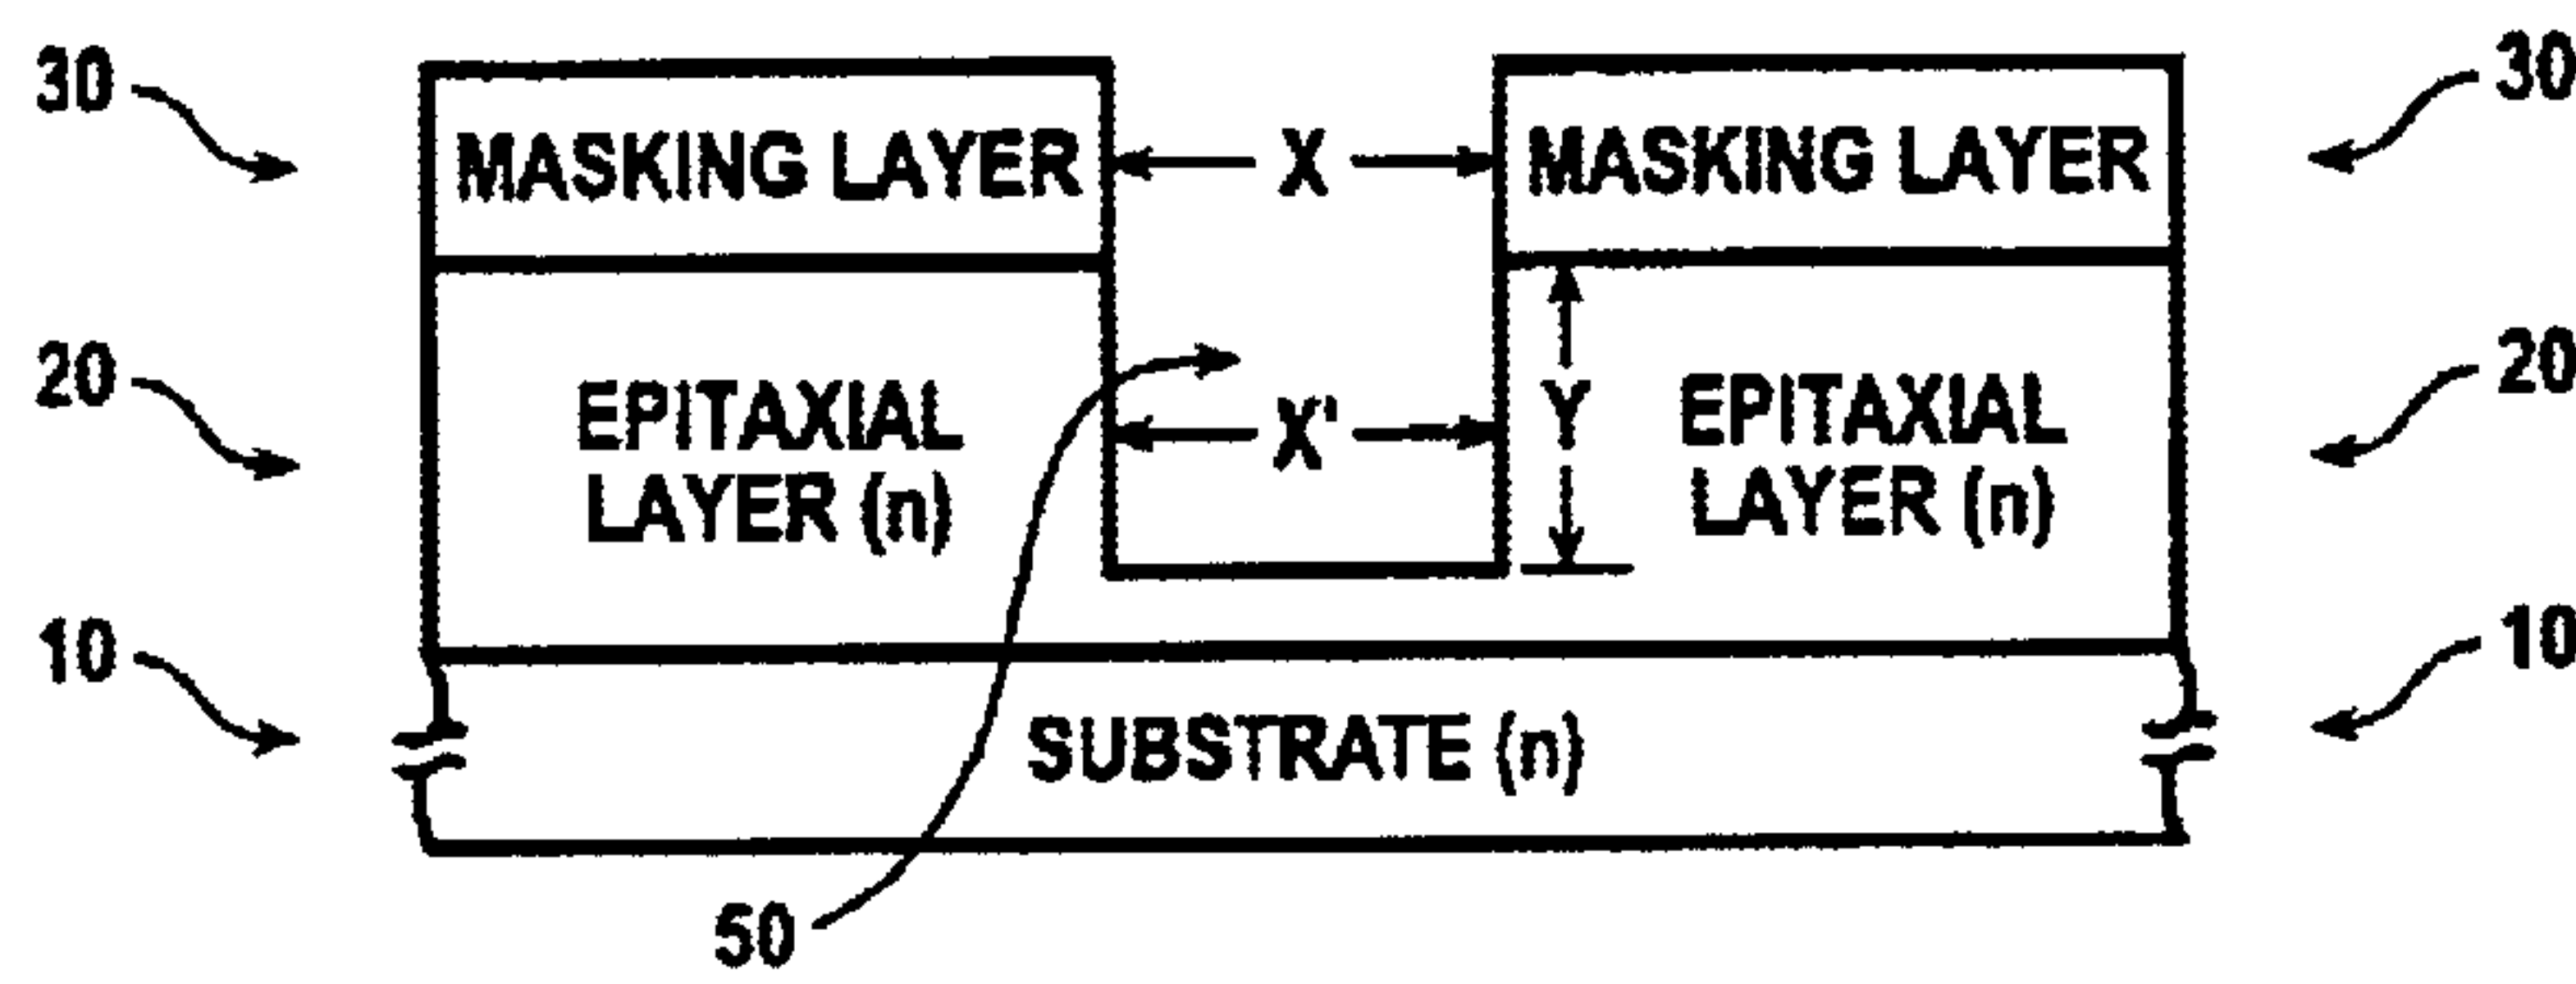 30
MASKING LAYER
X
MASKING LAYER
30
20
EPITAXIAL
LAYER (n)
X'
Y
EPITAXIAL
LAYER (n)
20
10
SUBSTRATE (n)
10
50